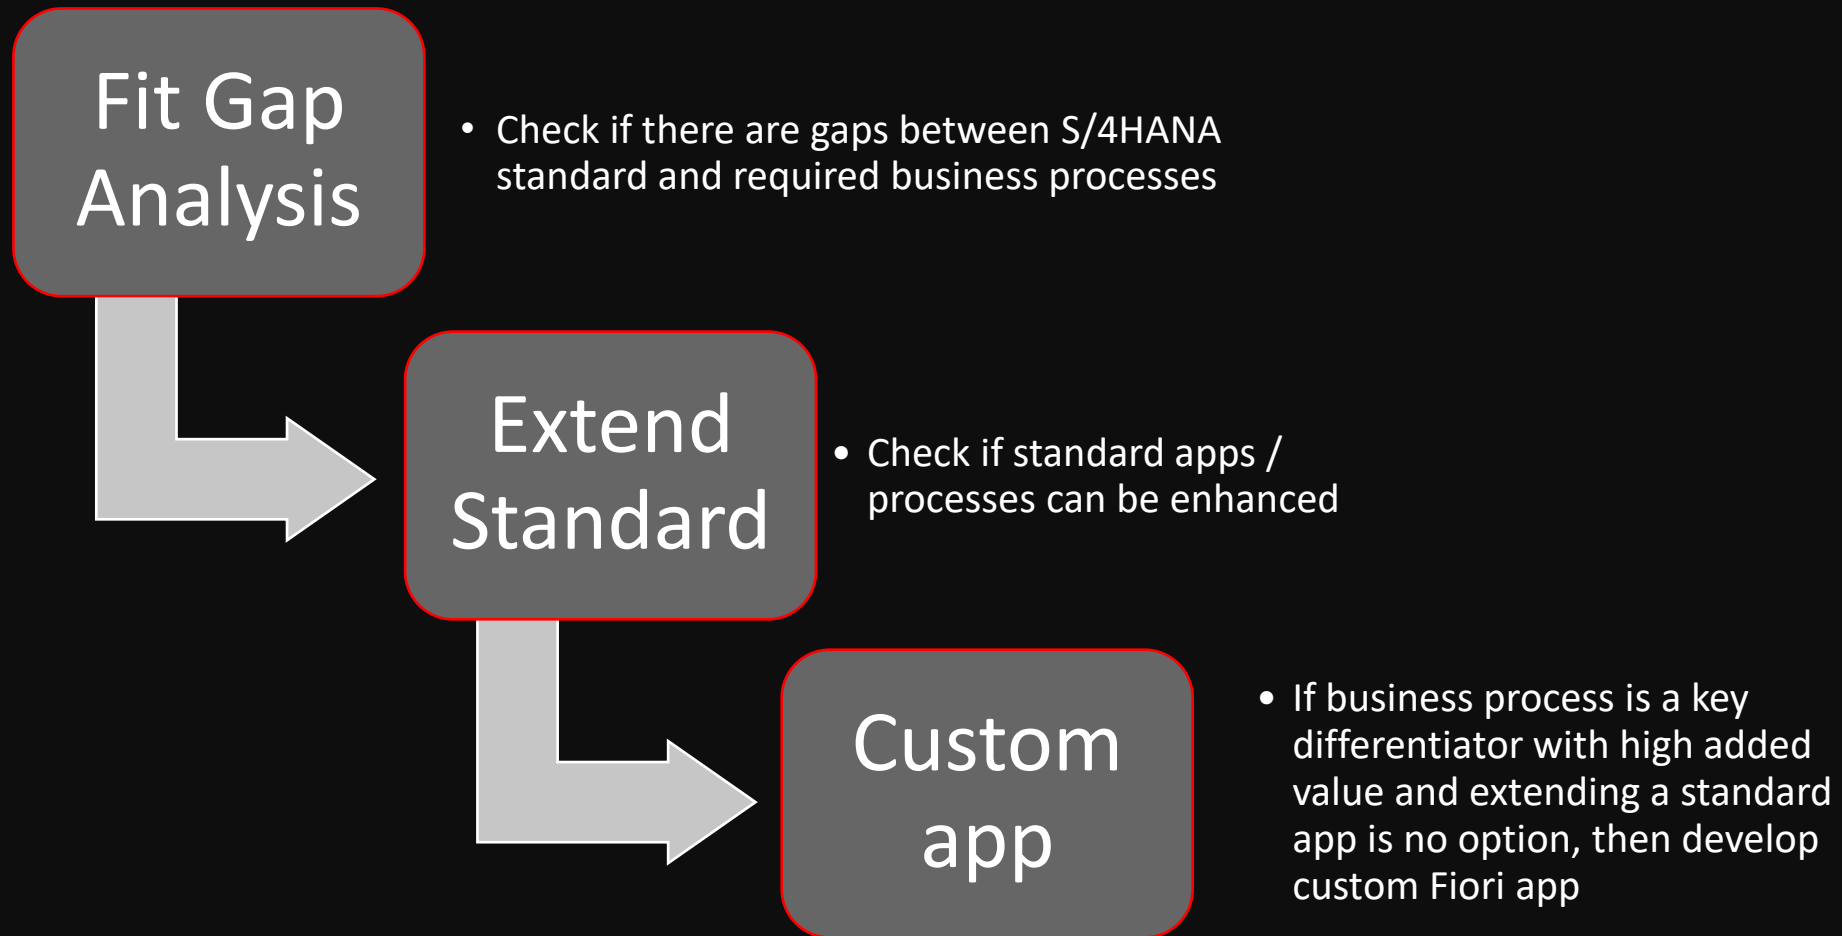 Fit Gap
Analysis
• Check if there are gaps between S/4HANA
standard and required business processes
Extend
Standard
• Check if standard apps /
processes can be enhanced
Custom
app
• If business process is a key
differentiator with high added
value and extending a standard
app is no option, then develop
custom Fiori app